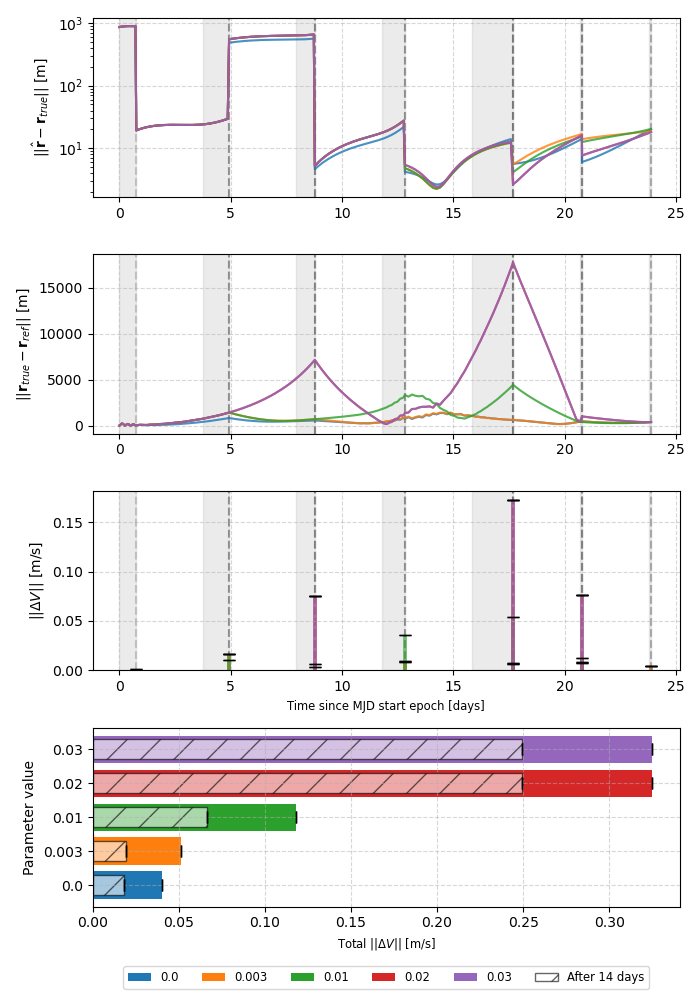 10³
10²
10¹
||r̂ − r_true|| [m]
0 5 10 15 20 25
15000
10000
5000
0
||r_true − r_ref|| [m]
0 5 10 15 20 25
0.15
0.10
0.05
0.00
||ΔV|| [m/s]
0 5 10 15 20 25
Time since MJD start epoch [days]
0.03
0.02
0.01
0.003
0.0
Parameter value
0.00 0.05 0.10 0.15 0.20 0.25 0.30
Total ||ΔV|| [m/s]
0.0 0.003 0.01 0.02 0.03 After 14 days